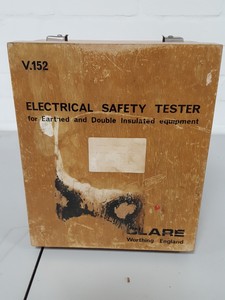 V.152
ELECTRICAL SAFETY TESTER
for Earthed and Double Insulated equipment
CLARE
Worthing England